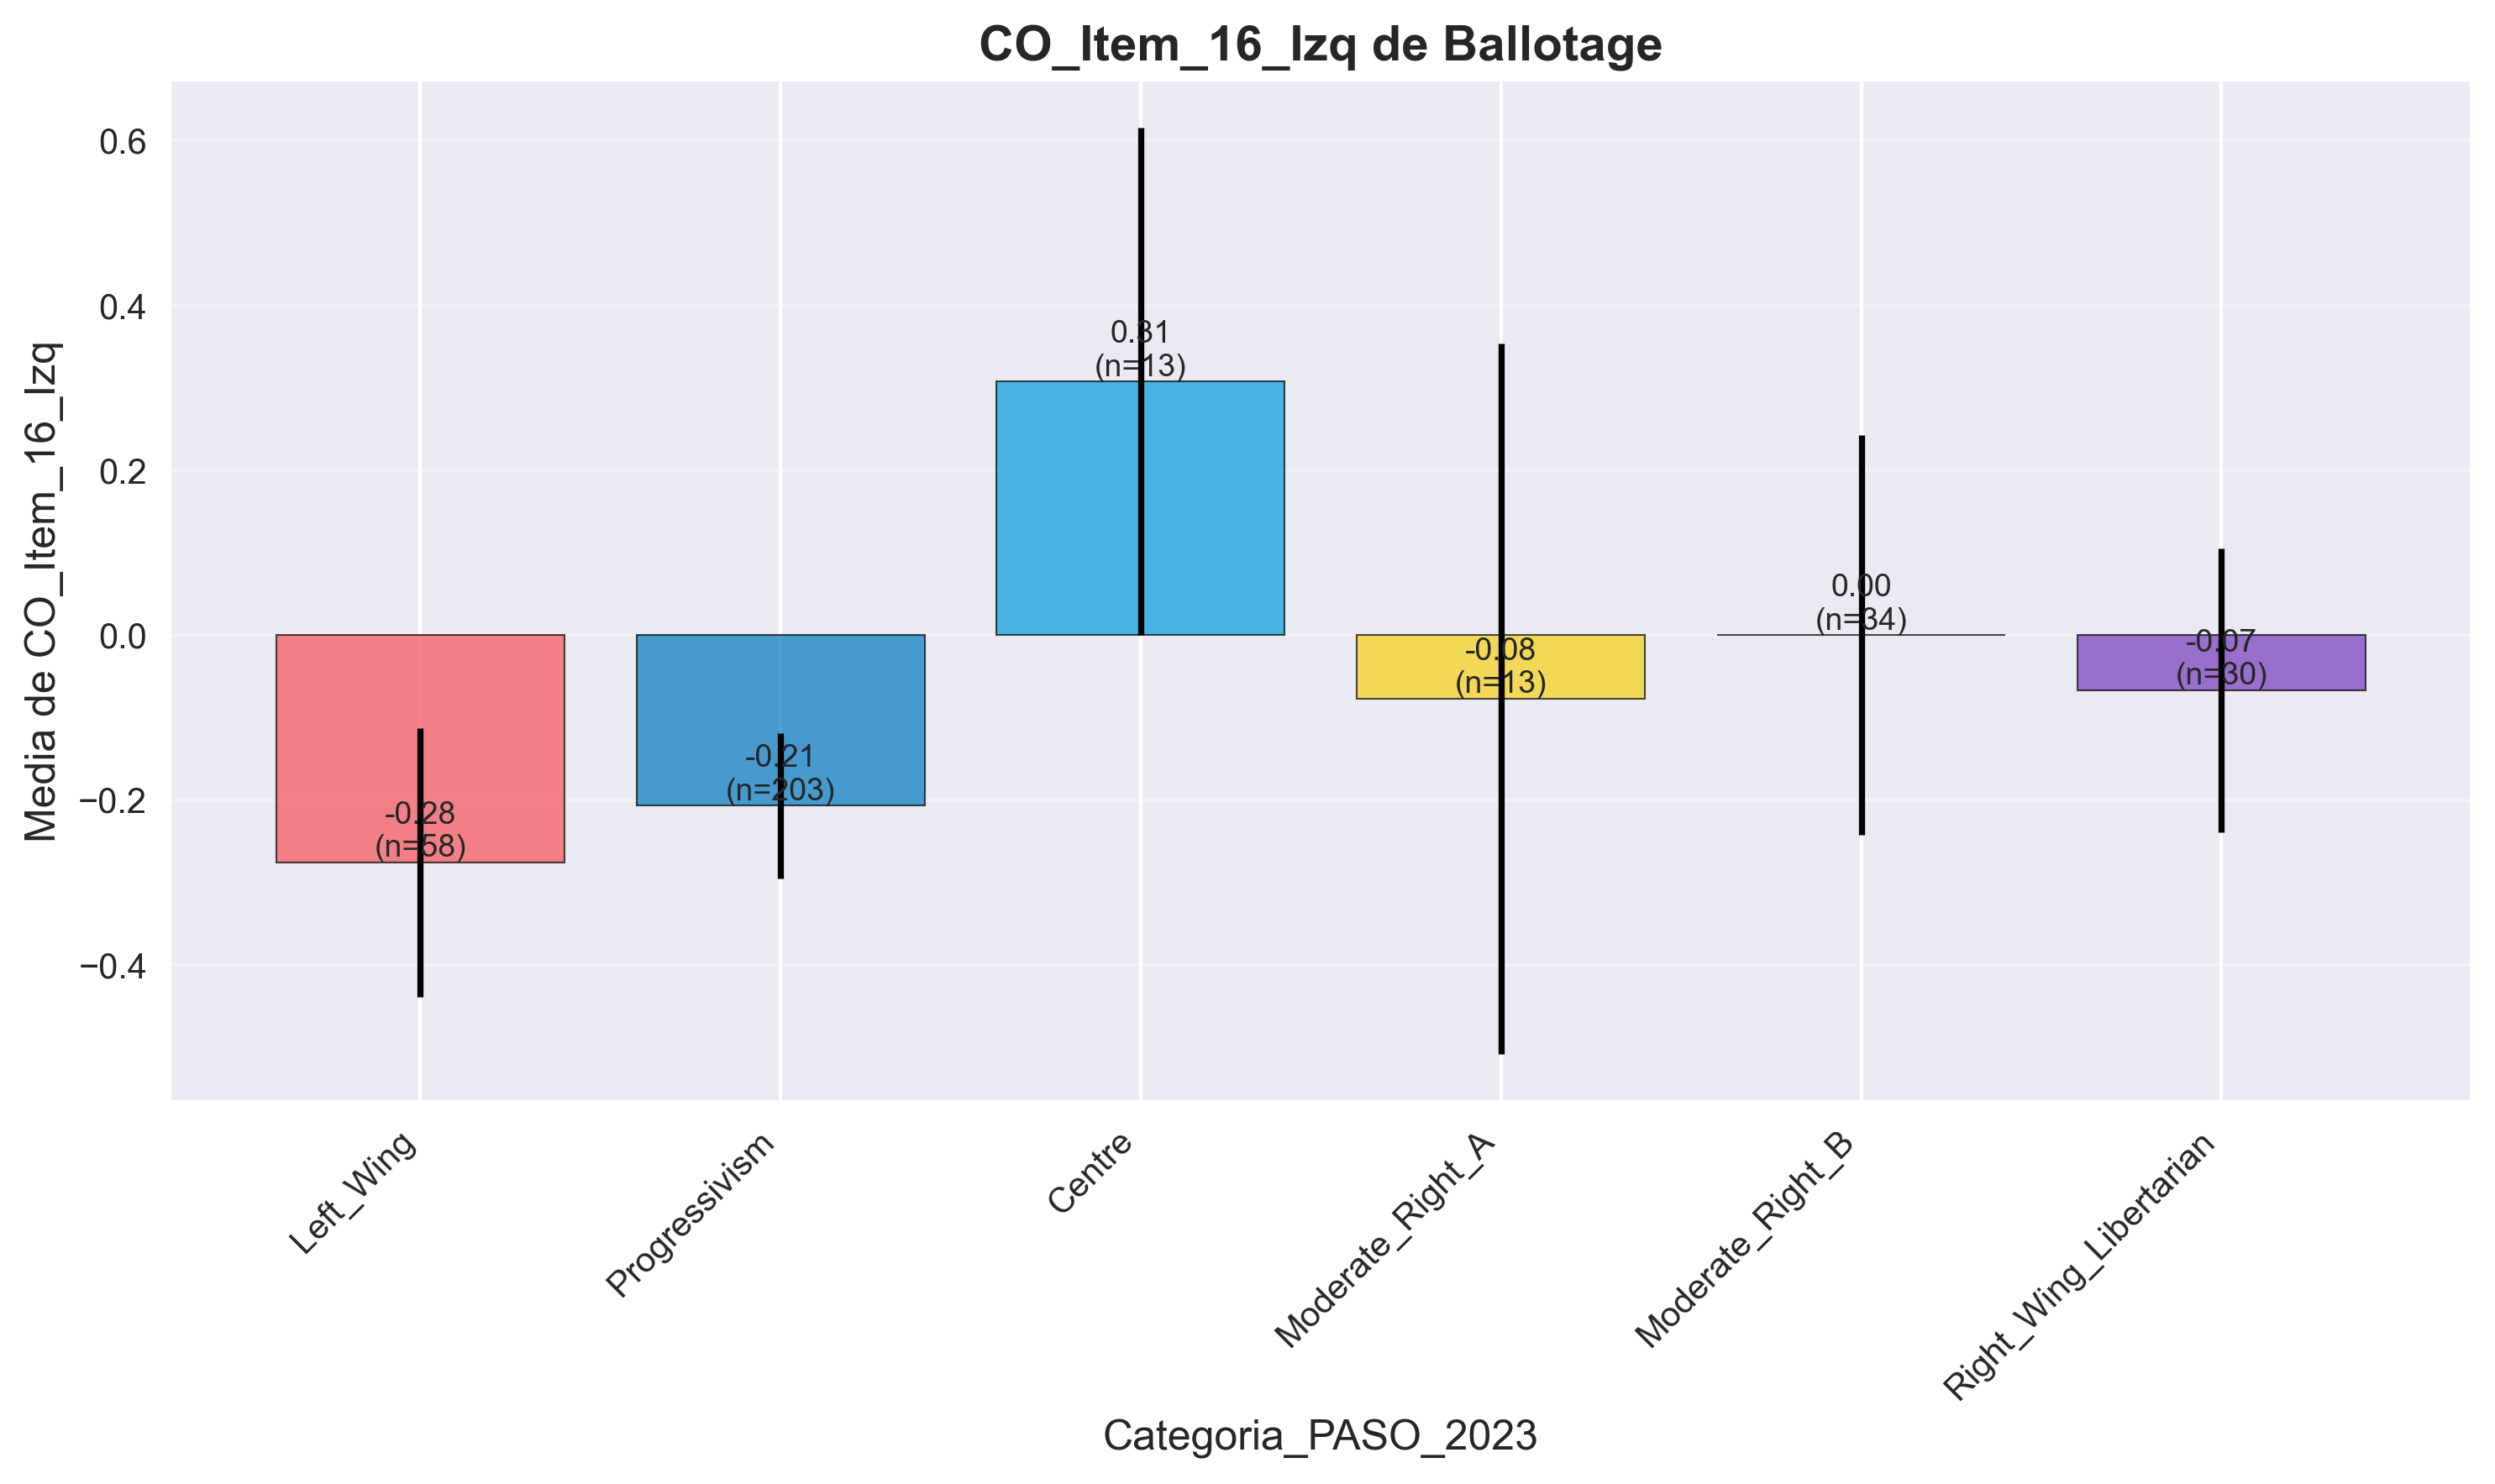 CO_Item_16_Izq de Ballotage
Media de CO_Item_16_Izq
0.6
0.4
0.2
0.0
−0.2
−0.4
-0.28
(n=58)
-0.21
(n=203)
0.31
(n=13)
-0.08
(n=13)
0.00
(n=34)
-0.07
(n=30)
Left_Wing
Progressivism
Centre
Moderate_Right_A
Moderate_Right_B
Right_Wing_Libertarian
Categoria_PASO_2023